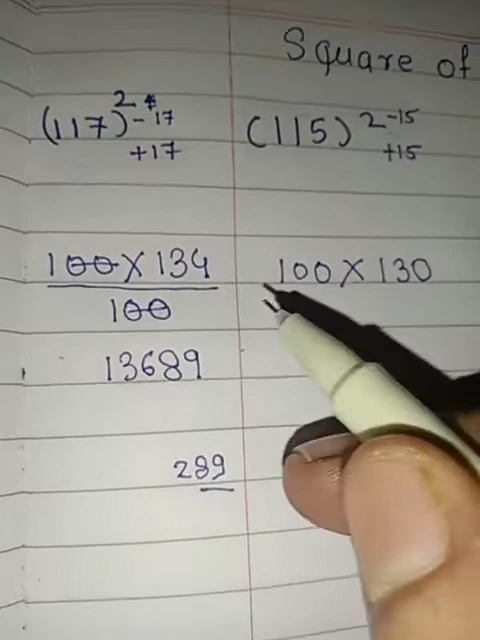 Square of
(117)² -17
+17
(115)² -15
+15
100 X 134
100
13689
289
100 X 130